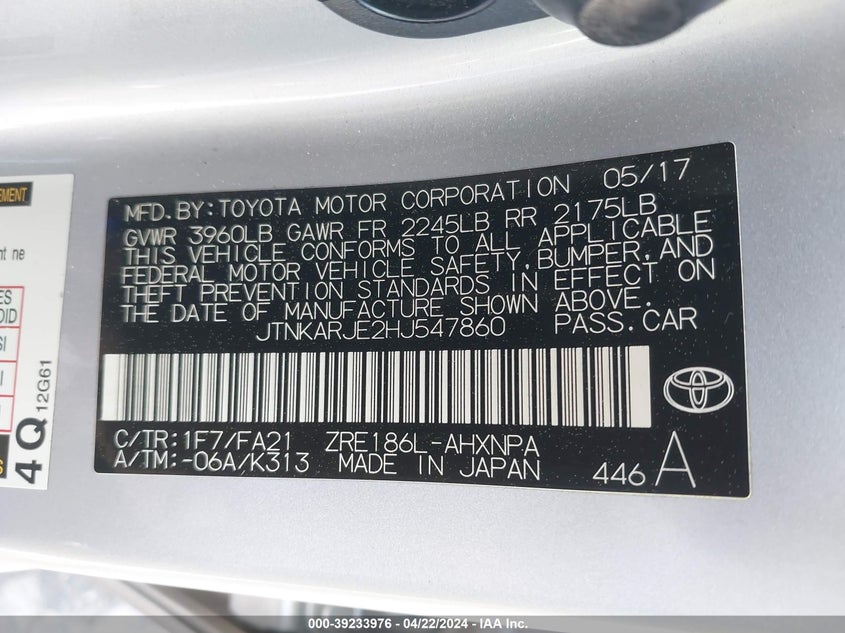 MFD. BY: TOYOTA MOTOR CORPORATION 05/17
GVWR 3960LB GAWR FR 2245LB RR 2175LB
THIS VEHICLE CONFORMS TO ALL APPLICABLE
FEDERAL MOTOR VEHICLE SAFETY, BUMPER, AND
THEFT PREVENTION STANDARDS IN EFFECT ON
THE DATE OF MANUFACTURE SHOWN ABOVE.
JTNKARJE2HJ547860 PASS. CAR
C/TR: 1F7/FA21 ZRE186L-AHXNPA
A/TM: -06A/K313 MADE IN JAPAN 446 A
4Q 12G61
000-39233976 - 04/22/2024 - IAA Inc.